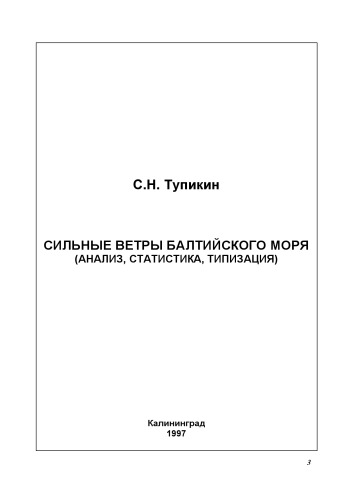 С.Н. Тупикин
СИЛЬНЫЕ ВЕТРЫ БАЛТИЙСКОГО МОРЯ
(АНАЛИЗ, СТАТИСТИКА, ТИПИЗАЦИЯ)
Калининград
1997
3